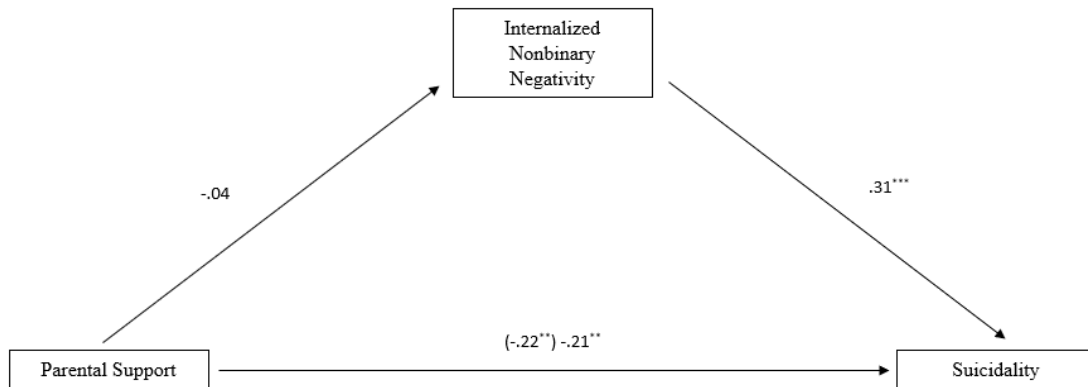 Internalized
Nonbinary
Negativity
-.04
.31***
(-.22**) -.21**
Parental Support
Suicidality